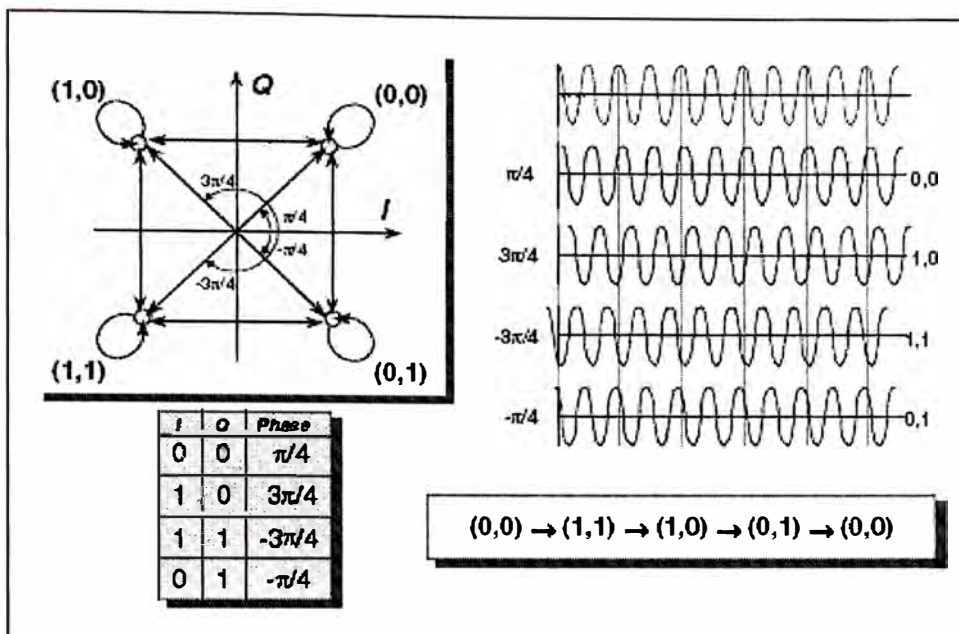 (1,0)
Q
(0,0)
3π/4
π/4
I
-π/4
-3π/4
(1,1)
(0,1)
I Q Phase
0 0 π/4
1 0 3π/4
1 1 -3π/4
0 1 -π/4
π/4 0,0
3π/4 1,0
-3π/4 1,1
-π/4 0,1
(0,0) → (1,1) → (1,0) → (0,1) → (0,0)